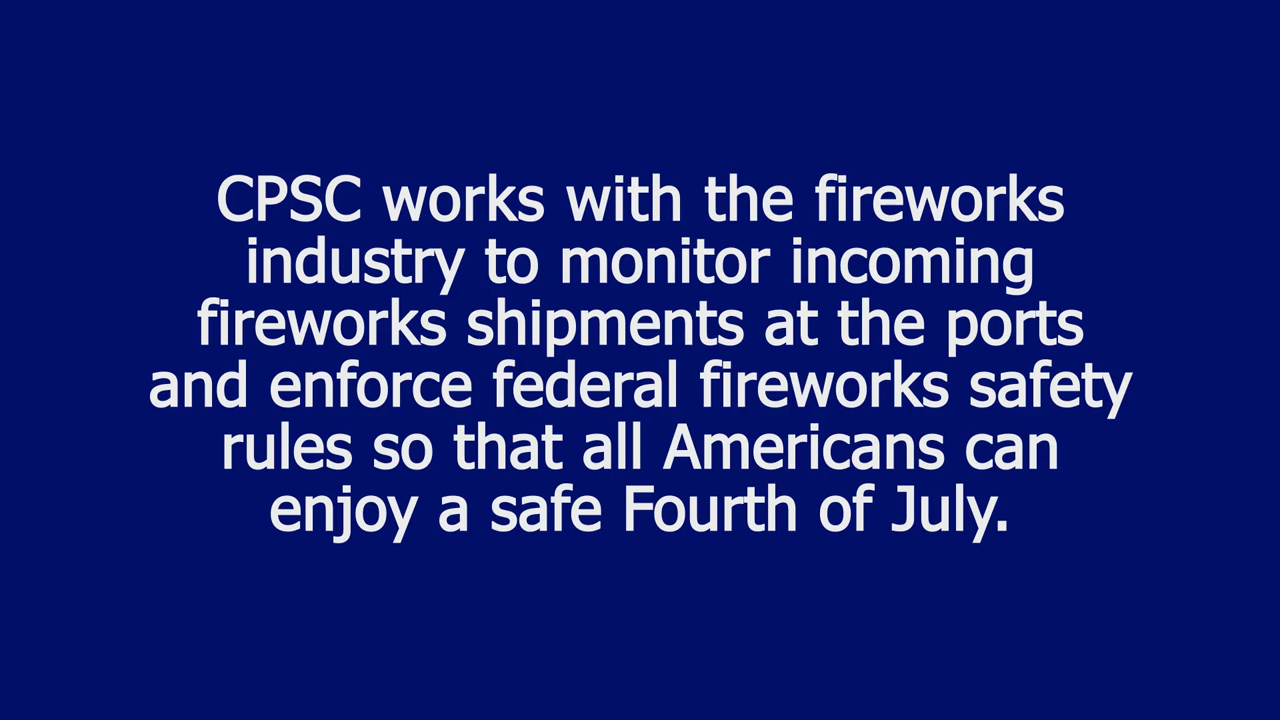 CPSC works with the fireworks
industry to monitor incoming
fireworks shipments at the ports
and enforce federal fireworks safety
rules so that all Americans can
enjoy a safe Fourth of July.